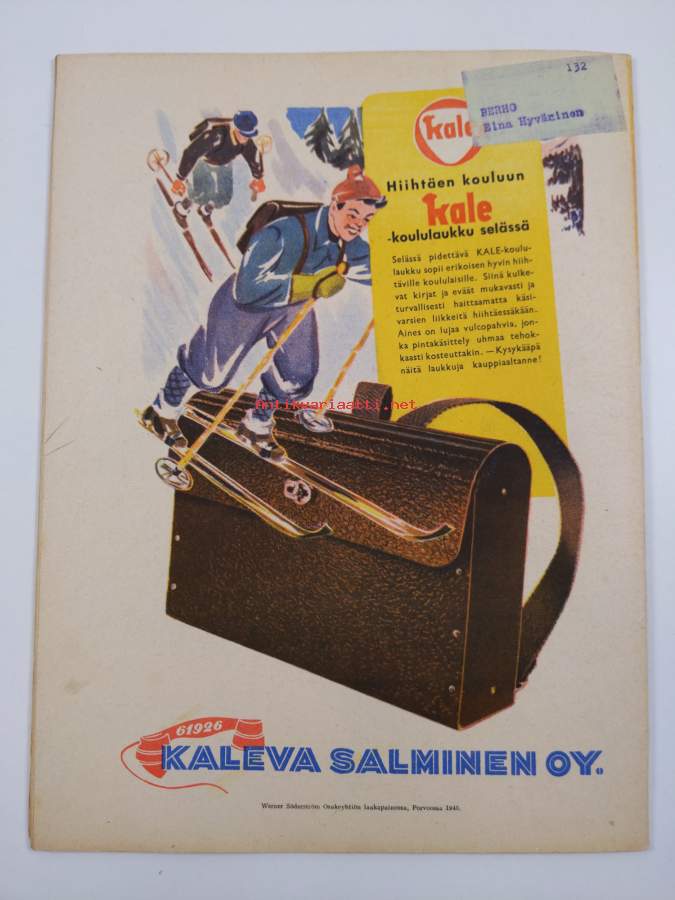 132
BERHO
Eina Hyvärinen
Kale
Hiihtäen kouluun
Kale
-koululaukku selässä
Selässä pidettävä KALE-koulu-
laukku sopii erikoisen hyvin hiih-
täville koululaisille. Siinä kulke-
vat kirjat ja eväät mukavasti ja
turvallisesti haittaamatta käsi-
varsien liikkeitä hiihtäessäkään.
Aines on lujaa vulcopahvia, jon-
ka pintakäsittely uhmaa tehok-
kaasti kosteuttakin. — Kysykääpä
näitä laukkuja kauppiaaltanne!
Antikvariaatti.net
61926
KALEVA SALMINEN OY.
Werner Söderström Osakeyhtiön laakapainossa, Porvoossa